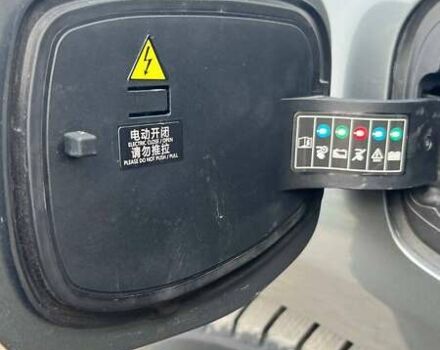 电动开闭
ELECTRIC CLOSE / OPEN
请勿推拉
PLEASE DO NOT PUSH / PULL